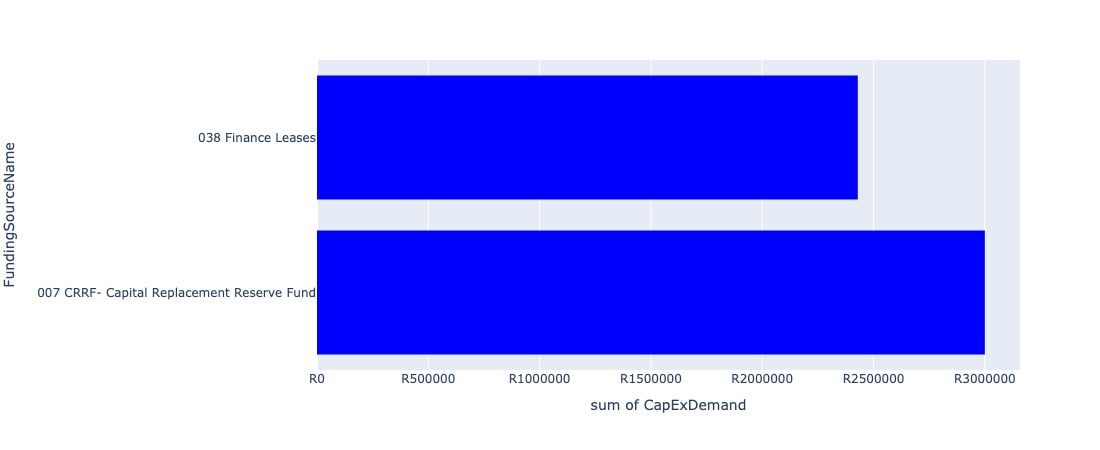 FundingSourceName
038 Finance Leases
007 CRRF- Capital Replacement Reserve Fund
R0 R500000 R1000000 R1500000 R2000000 R2500000 R3000000
sum of CapExDemand